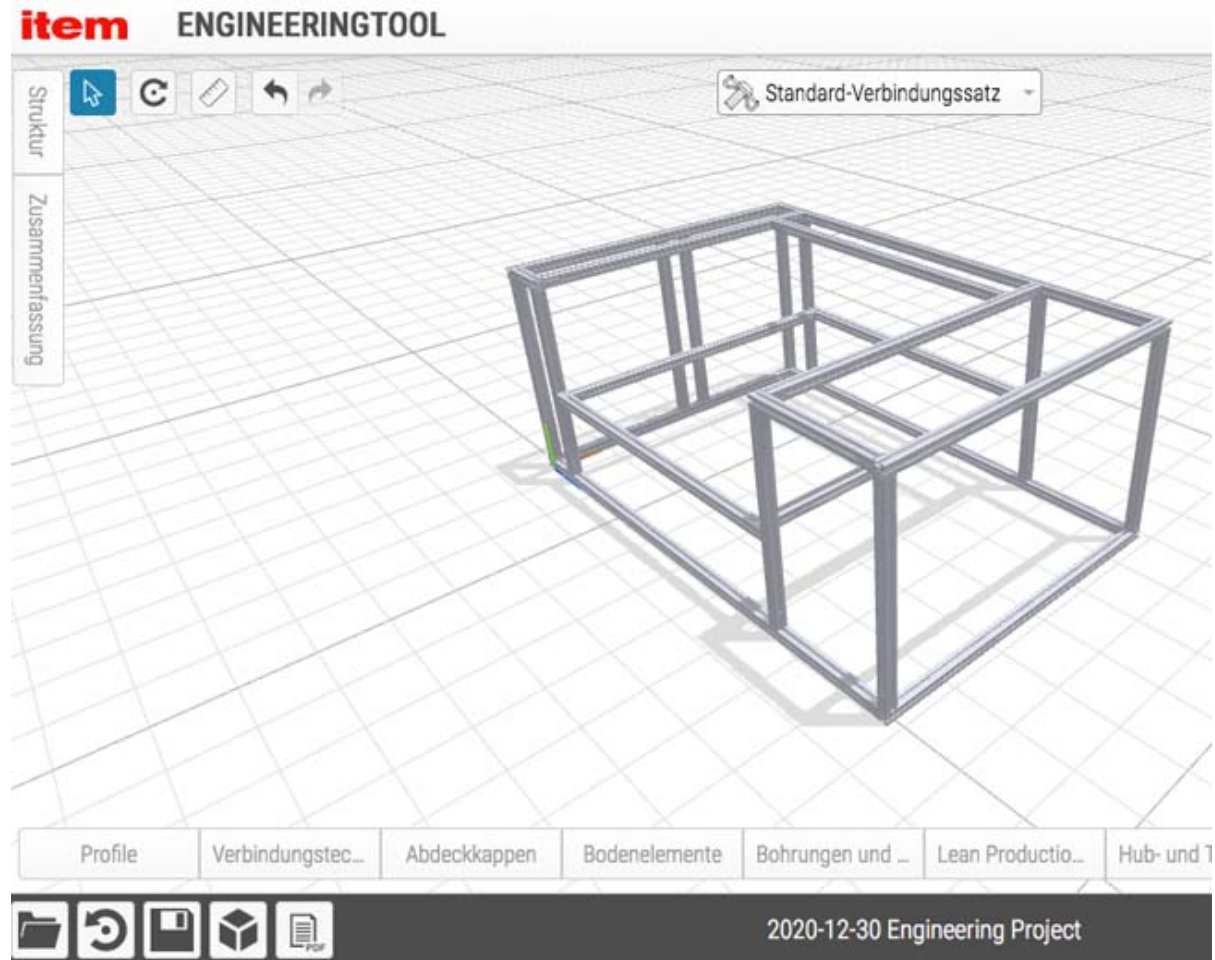 item ENGINEERINGTOOL
Standard-Verbindungssatz
Struktur
Zusammenfassung
Profile
Verbindungstec...
Abdeckkappen
Bodenelemente
Bohrungen und ...
Lean Productio...
Hub- und T
PDF
2020-12-30 Engineering Project